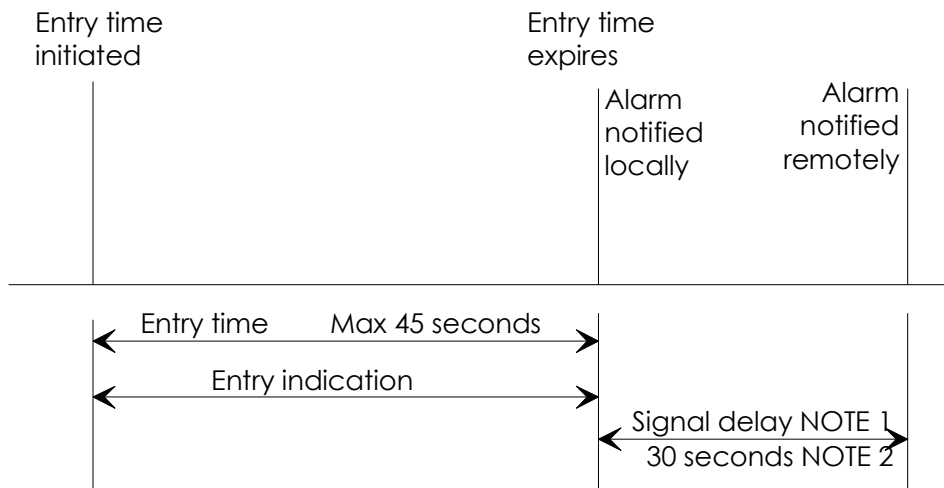 Entry time
initiated
Entry time
expires
Alarm
notified
locally
Alarm
notified
remotely
Entry time Max 45 seconds
Entry indication
Signal delay NOTE 1
30 seconds NOTE 2